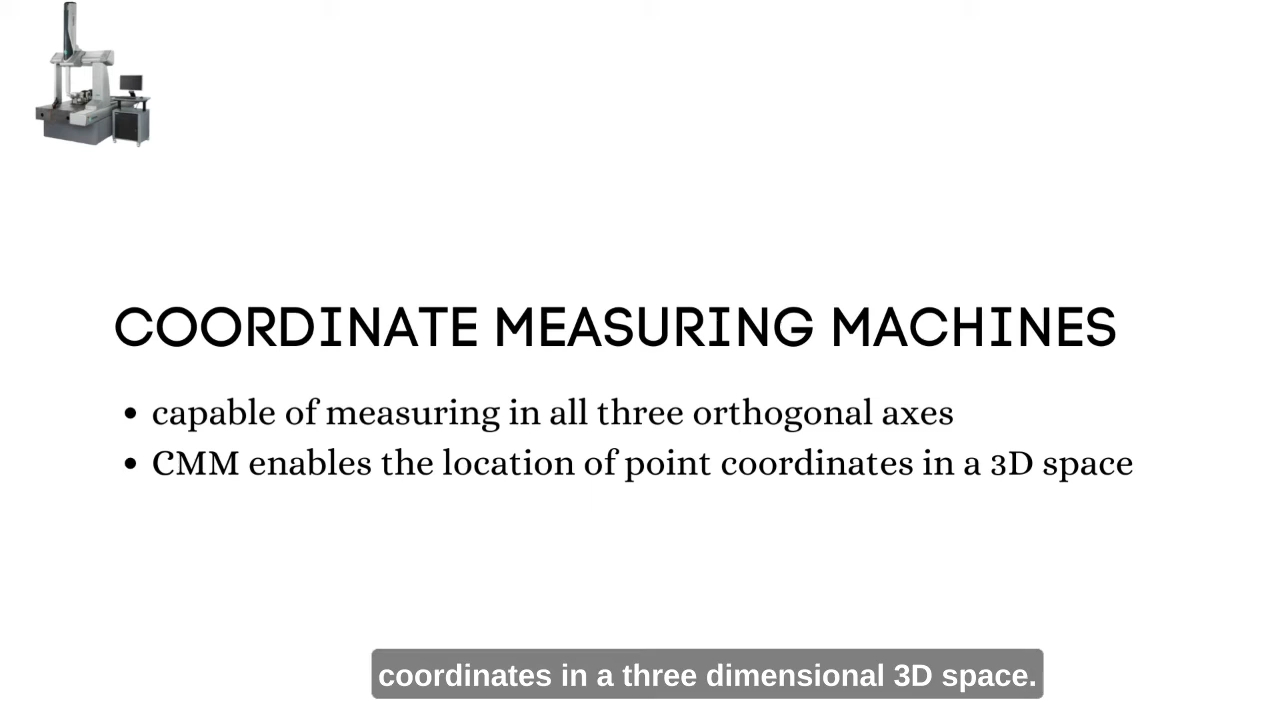 COORDINATE MEASURING MACHINES
• capable of measuring in all three orthogonal axes
• CMM enables the location of point coordinates in a 3D space
coordinates in a three dimensional 3D space.